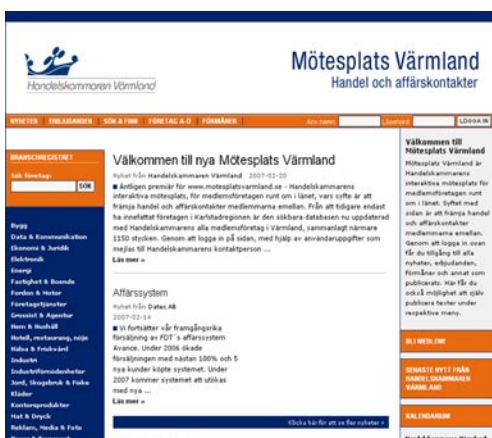 Handelskammaren Värmland
Mötesplats Värmland
Handel och affärskontakter
NYHETER ERBJUDANDEN SÖK & FINN FÖRETAG A-Ö FÖRMÅNER
Lösenord LOGGA IN
BRANSCHREGISTRET
Sök företag:
SÖK
Bygg
Data & Kommunikation
Ekonomi & Juridik
Elektronik
Energi
Fastighet & Boende
Fordon & Motor
Företagstjänster
Grossist & Agentur
Hem & Hushåll
Hotell, restaurang, nöje
Hälsa & Friskvård
Industri
Industriförnödenheter
Jord, Skogsbruk & Fiske
Kläder
Kontorsprodukter
Mat & Dryck
Reklam, Media & Foto
Välkommen till nya Mötesplats Värmland
Nyhet från Handelskammaren Värmland 2007-02-20
Äntligen premiär för www.motesplatsvarmland.se - Handelskammarens
interaktiva mötesplats, för medlemsföretagen runt om i länet, vars syfte är att
främja handel och affärskontakter medlemmarna emellan. Från att tidigare endast
ha innefattat företagen i Karlstadregionen är den sökbara databasen nu uppdaterad
med Handelskammarens alla medlemsföretag i Värmland, sammanlagt närmare
1150 stycken. Genom att logga in på sidan, med hjälp av användaruppgifter som
mejlas till Handelskammarens kontaktperson ...
Läs mer »
Affärssystem
Nyhet från Datec AB
2007-02-14
Vi fortsätter vår framgångsrika
försäljning av FDT´s affärssystem
Avance. Under 2006 ökade
försäljningen med nästan 100% och 5
nya kunder köpte systemet. Under
2007 kommer systemet att utökas
med nya ...
Läs mer »
Klicka här för att se fler nyheter »
Välkommen till
Mötesplats Värmland
Mötesplats Värmland är
Handelskammarens
interaktiva mötesplats för
medlemsföretagen runt
om i länet. Syftet med
sidan är att främja handel
och affärskontakter
medlemmarna emellan.
Genom att logga in ovan
får du tillgång till alla
nyheter, erbjudanden,
förmåner och annat som
publicerats. Här får du
också möjlighet att själv
publicera texter under
respektive meny.
BLI MEDLEM
SENASTE NYTT FRÅN
HANDELSKAMMAREN
VÄRMLAND
KALENDARIUM